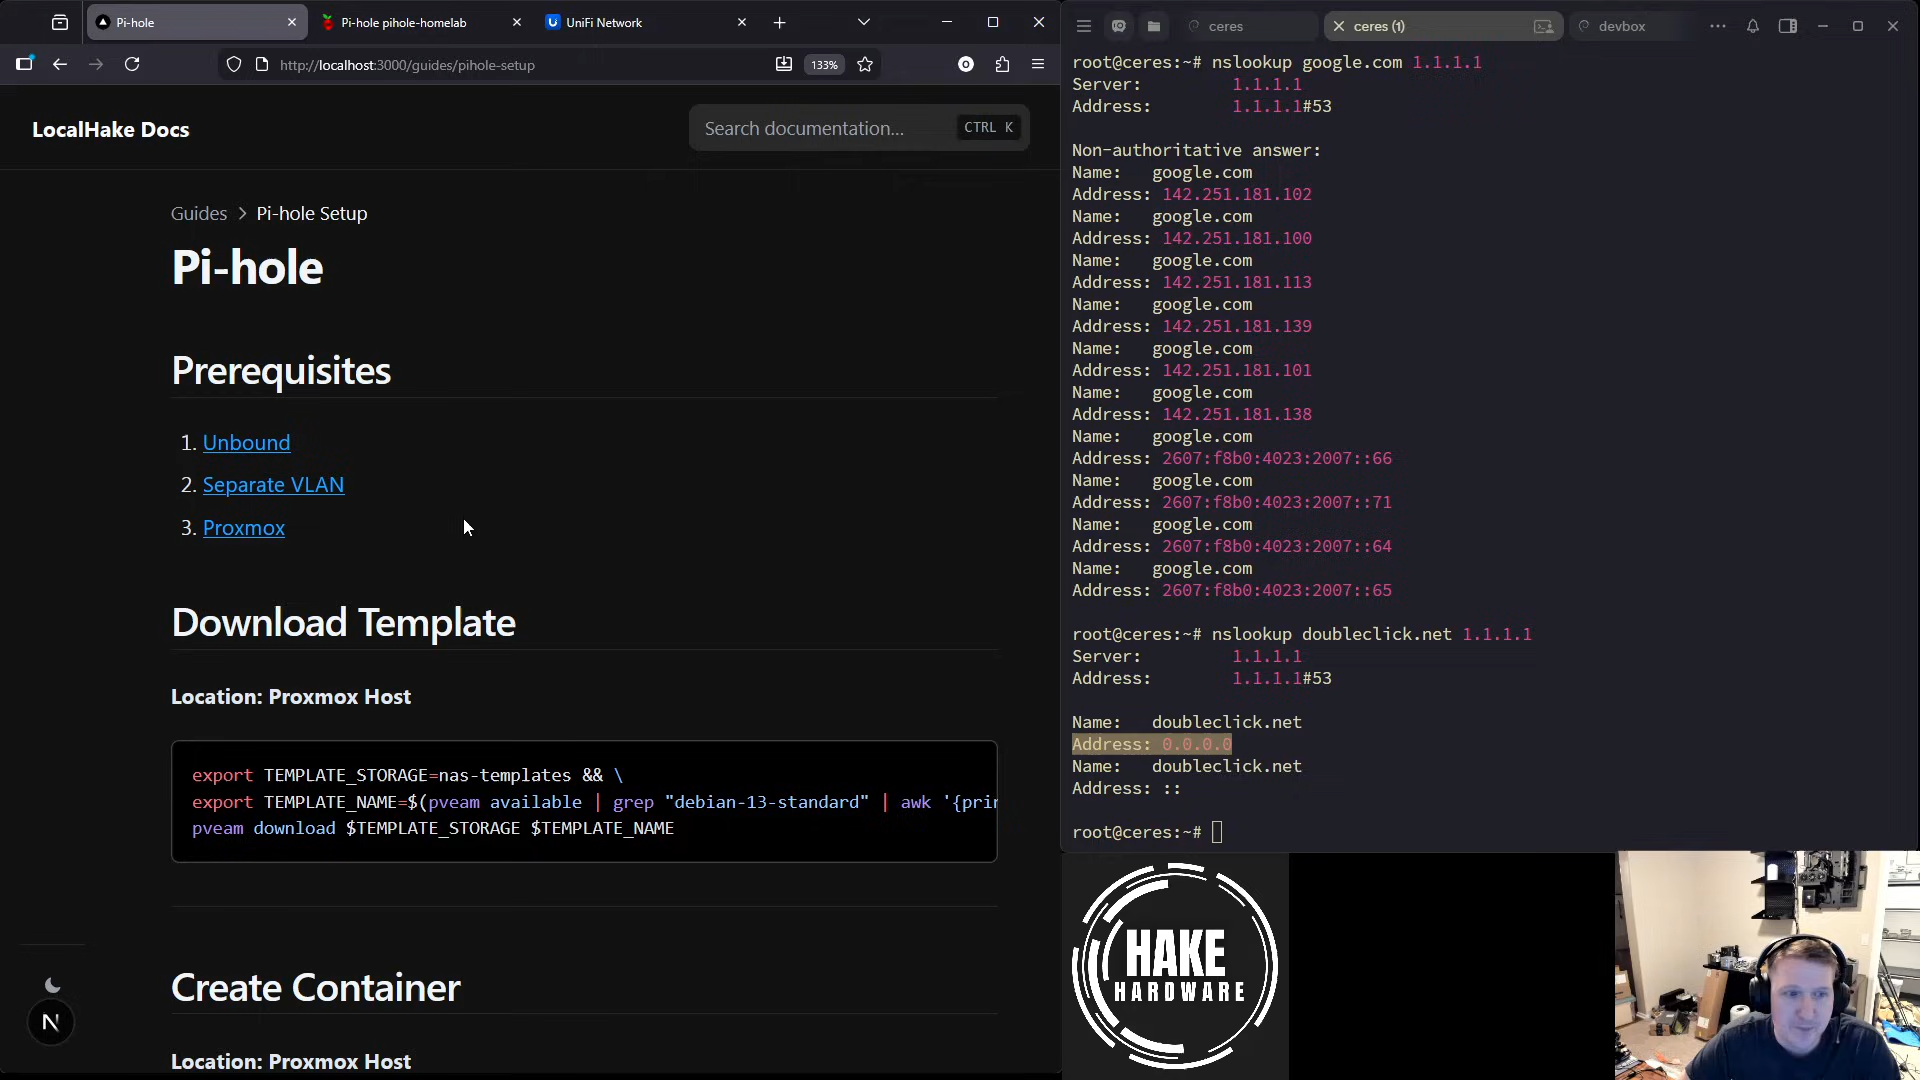 Pi-hole
Pi-hole pihole-homelab
UniFi Network
http://localhost:3000/guides/pihole-setup
133%
LocalHake Docs
Search documentation...
CTRL K
Guides > Pi-hole Setup
Pi-hole
Prerequisites
1. Unbound
2. Separate VLAN
3. Proxmox
Download Template
Location: Proxmox Host
export TEMPLATE_STORAGE=nas-templates && \
export TEMPLATE_NAME=$(pveam available | grep "debian-13-standard" | awk '{prin
pveam download $TEMPLATE_STORAGE $TEMPLATE_NAME
Create Container
Location: Proxmox Host
N
ceres
ceres (1)
devbox
root@ceres:~# nslookup google.com 1.1.1.1
Server: 1.1.1.1
Address: 1.1.1.1#53
Non-authoritative answer:
Name: google.com
Address: 142.251.181.102
Name: google.com
Address: 142.251.181.100
Name: google.com
Address: 142.251.181.113
Name: google.com
Address: 142.251.181.139
Name: google.com
Address: 142.251.181.101
Name: google.com
Address: 142.251.181.138
Name: google.com
Address: 2607:f8b0:4023:2007::66
Name: google.com
Address: 2607:f8b0:4023:2007::71
Name: google.com
Address: 2607:f8b0:4023:2007::64
Name: google.com
Address: 2607:f8b0:4023:2007::65
root@ceres:~# nslookup doubleclick.net 1.1.1.1
Server: 1.1.1.1
Address: 1.1.1.1#53
Name: doubleclick.net
Address: 0.0.0.0
Name: doubleclick.net
Address: ::
root@ceres:~#
HAKE
HARDWARE